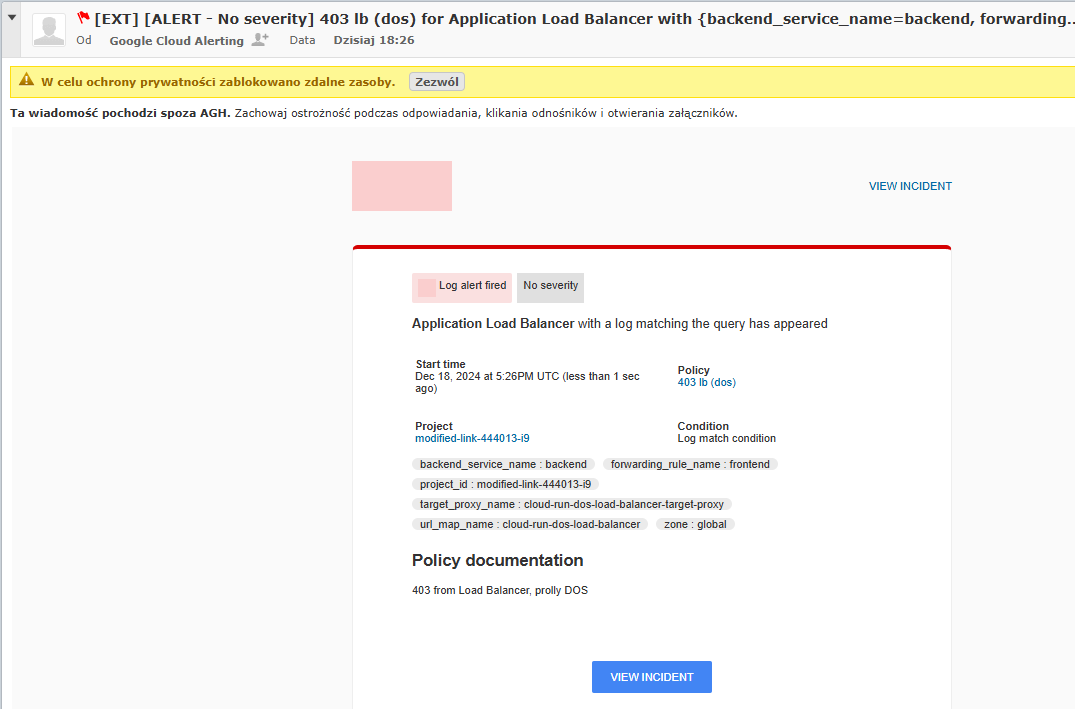 [EXT] [ALERT - No severity] 403 lb (dos) for Application Load Balancer with {backend_service_name=backend, forwarding...
Od Google Cloud Alerting Data Dzisiaj 18:26
W celu ochrony prywatności zablokowano zdalne zasoby. Zezwól
Ta wiadomość pochodzi spoza AGH. Zachowaj ostrożność podczas odpowiadania, klikania odnośników i otwierania załączników.
VIEW INCIDENT
Log alert fired No severity
Application Load Balancer with a log matching the query has appeared
Start time
Dec 18, 2024 at 5:26PM UTC (less than 1 sec
ago)
Policy
403 lb (dos)
Project
modified-link-444013-i9
Condition
Log match condition
backend_service_name : backend forwarding_rule_name : frontend
project_id : modified-link-444013-i9
target_proxy_name : cloud-run-dos-load-balancer-target-proxy
url_map_name : cloud-run-dos-load-balancer zone : global
Policy documentation
403 from Load Balancer, prolly DOS
VIEW INCIDENT